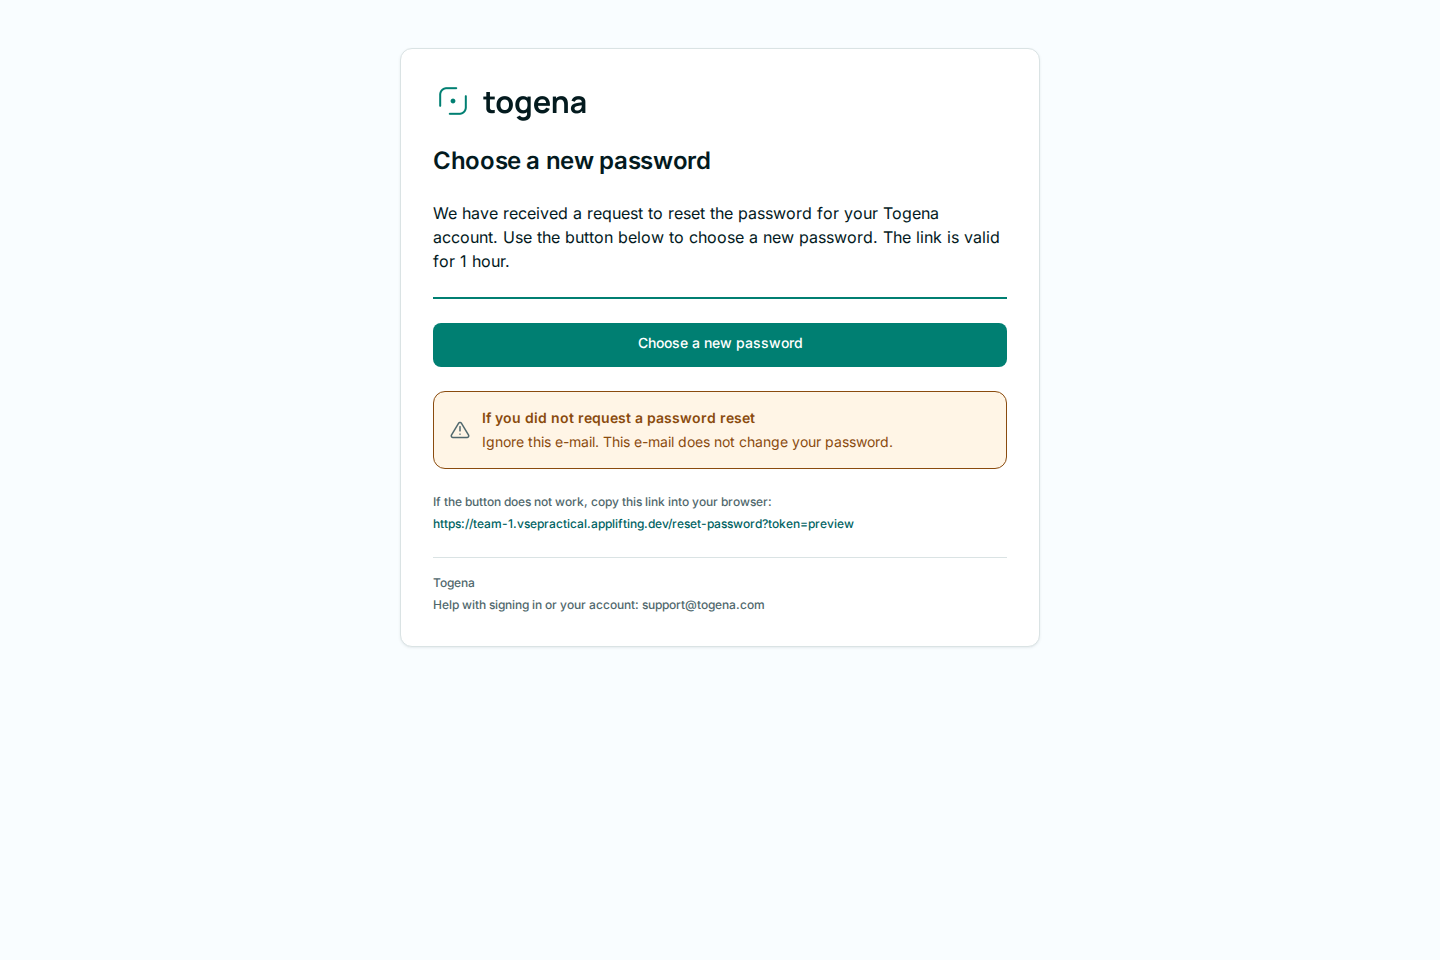 togena
Choose a new password
We have received a request to reset the password for your Togena
account. Use the button below to choose a new password. The link is valid
for 1 hour.
Choose a new password
If you did not request a password reset
Ignore this e-mail. This e-mail does not change your password.
If the button does not work, copy this link into your browser:
https://team-1.vsepractical.applifting.dev/reset-password?token=preview
Togena
Help with signing in or your account: support@togena.com